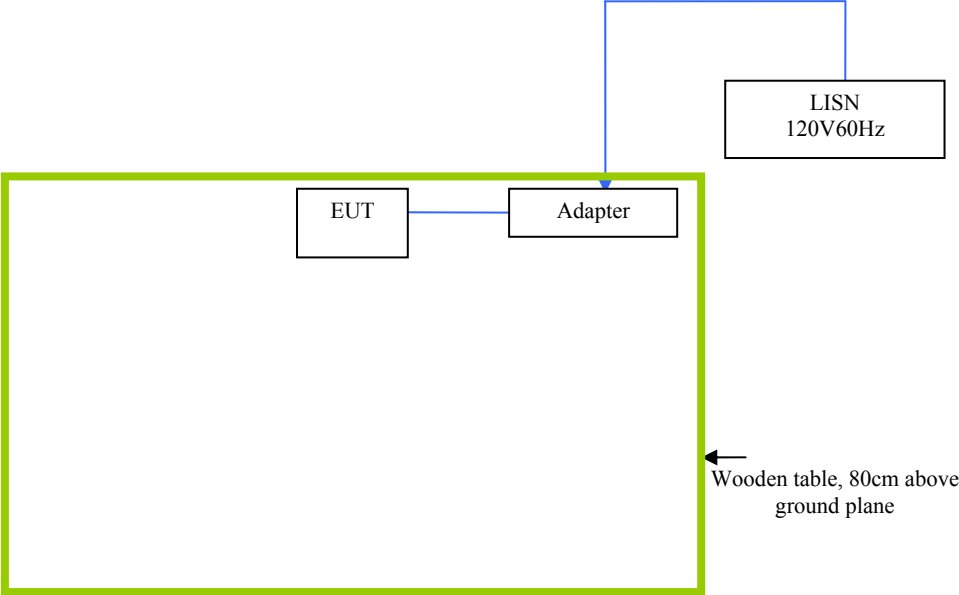 LISN
120V60Hz
EUT
Adapter
Wooden table, 80cm above
ground plane